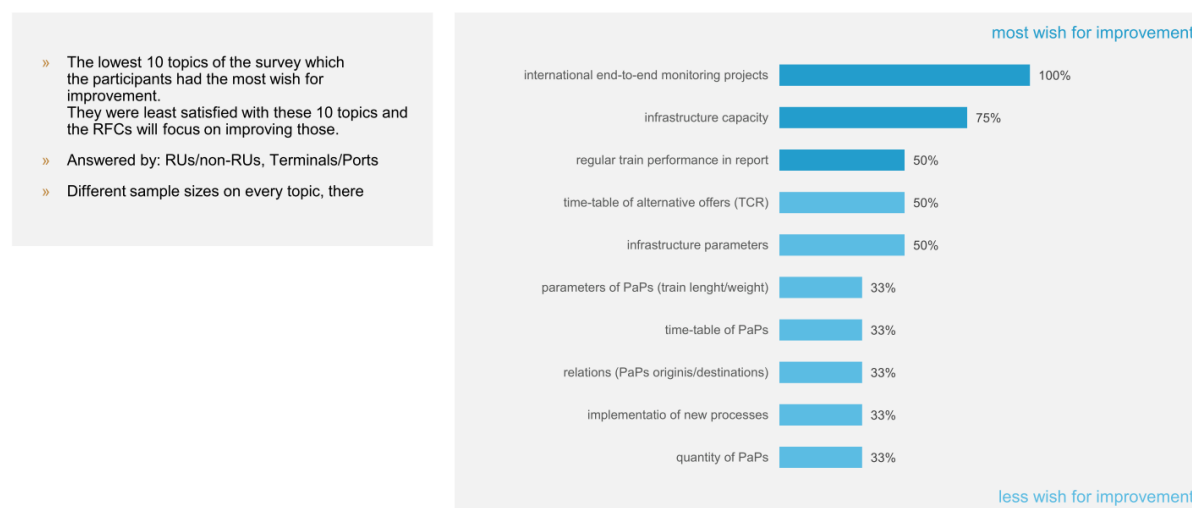 » The lowest 10 topics of the survey which
the participants had the most wish for
improvement.
They were least satisfied with these 10 topics and
the RFCs will focus on improving those.
» Answered by: RUs/non-RUs, Terminals/Ports
» Different sample sizes on every topic, there
most wish for improvement
international end-to-end monitoring projects 100%
infrastructure capacity 75%
regular train performance in report 50%
time-table of alternative offers (TCR) 50%
infrastructure parameters 50%
parameters of PaPs (train lenght/weight) 33%
time-table of PaPs 33%
relations (PaPs originis/destinations) 33%
implementatio of new processes 33%
quantity of PaPs 33%
less wish for improvement